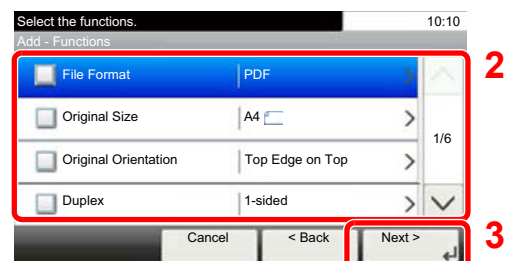 Select the functions. 10:10
Add - Functions
File Format PDF
2
Original Size A4
1/6
Original Orientation Top Edge on Top
Duplex 1-sided
Cancel < Back Next >
3